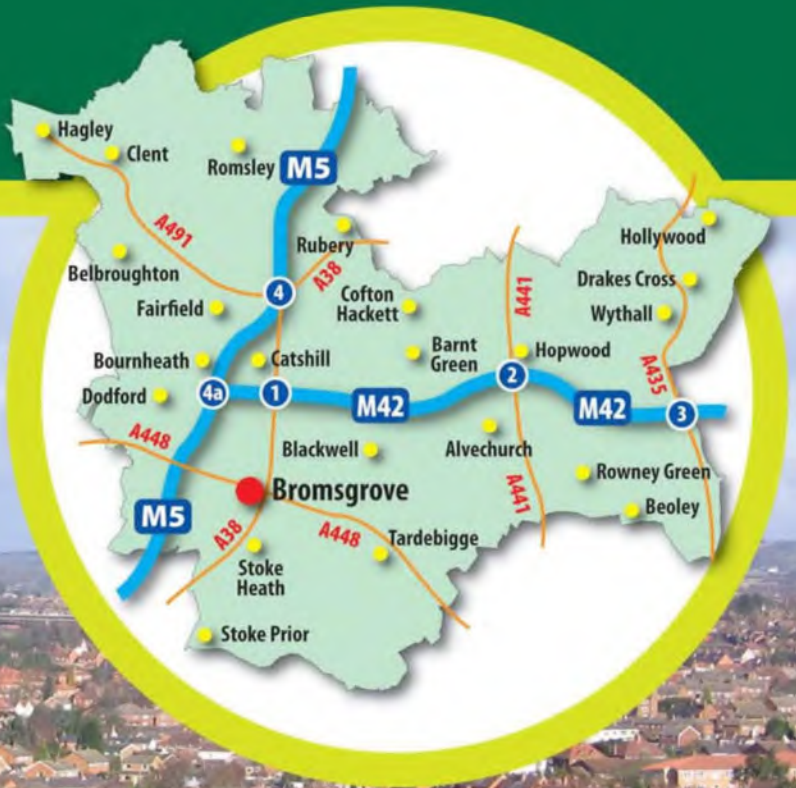 Hagley
Clent
Romsley
M5
A491
Rubery
Hollywood
Belbroughton
A38
Drakes Cross
4
Cofton
Hackett
A441
Fairfield
Wythall
Bournheath
Catshill
Barnt
Green
Hopwood
A435
4a
1
2
Dodford
M42
M42
3
A448
Blackwell
Alvechurch
Rowney Green
Bromsgrove
M5
A38
A448
A441
Beoley
Tardebigge
Stoke
Heath
Stoke Prior